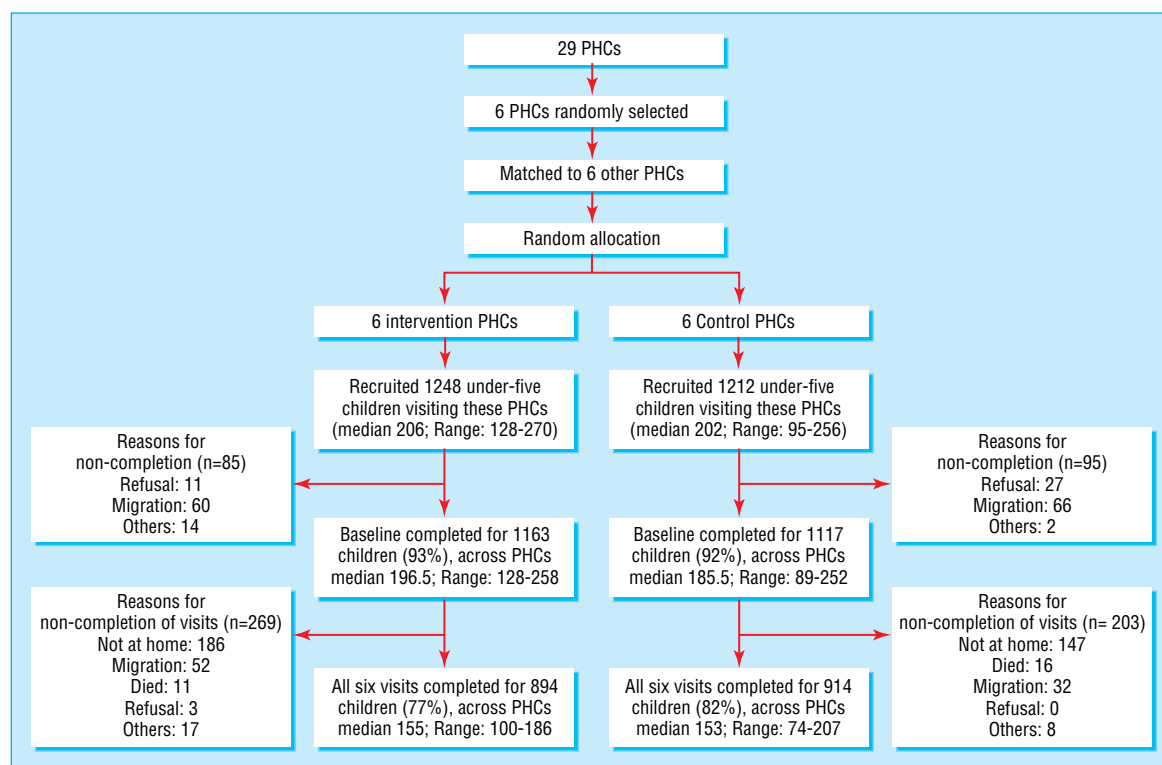 29 PHCs
6 PHCs randomly selected
Matched to 6 other PHCs
Random allocation
6 intervention PHCs
6 Control PHCs
Recruited 1248 under-five
children visiting these PHCs
(median 206; Range: 128-270)
Recruited 1212 under-five
children visiting these PHCs
(median 202; Range: 95-256)
Reasons for
non-completion (n=85)
Refusal: 11
Migration: 60
Others: 14
Reasons for
non-completion (n=95)
Refusal: 27
Migration: 66
Others: 2
Baseline completed for 1163
children (93%), across PHCs
median 196.5; Range: 128-258
Baseline completed for 1117
children (92%), across PHCs
median 185.5; Range: 89-252
Reasons for
non-completion of visits (n=269)
Not at home: 186
Migration: 52
Died: 11
Refusal: 3
Others: 17
Reasons for
non-completion of visits (n= 203)
Not at home: 147
Died: 16
Migration: 32
Refusal: 0
Others: 8
All six visits completed for 894
children (77%), across PHCs
median 155; Range: 100-186
All six visits completed for 914
children (82%), across PHCs
median 153; Range: 74-207